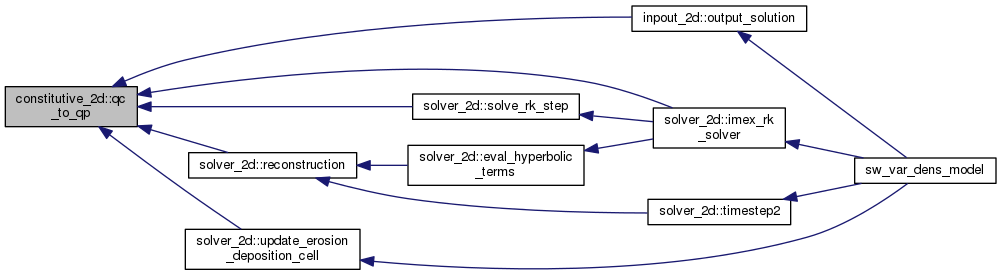 inpout_2d::output_solution
constitutive_2d::qc
_to_qp
solver_2d::solve_rk_step
solver_2d::imex_rk
_solver
solver_2d::reconstruction
solver_2d::eval_hyperbolic
_terms
sw_var_dens_model
solver_2d::timestep2
solver_2d::update_erosion
_deposition_cell